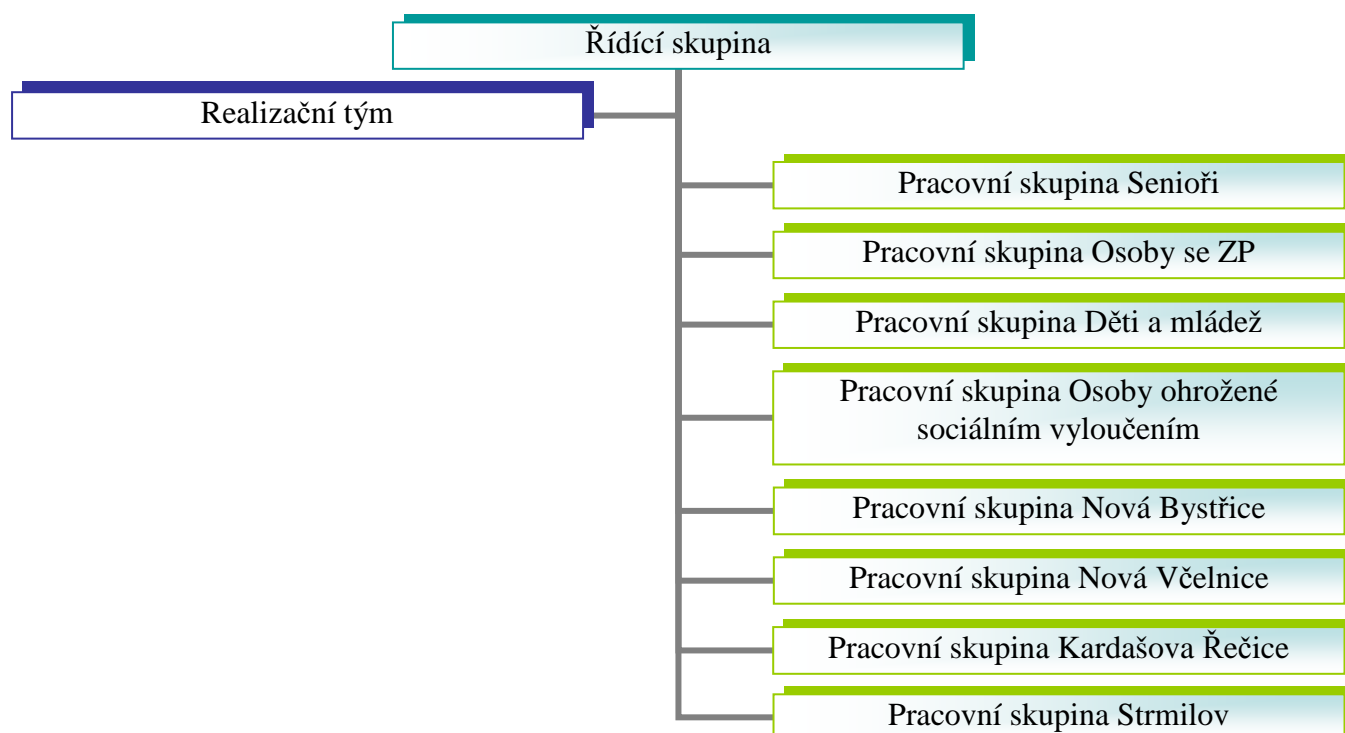 Řídící skupina
Realizační tým
Pracovní skupina Senioři
Pracovní skupina Osoby se ZP
Pracovní skupina Děti a mládež
Pracovní skupina Osoby ohrožené
sociálním vyloučením
Pracovní skupina Nová Bystřice
Pracovní skupina Nová Včelnice
Pracovní skupina Kardašova Řečice
Pracovní skupina Strmilov